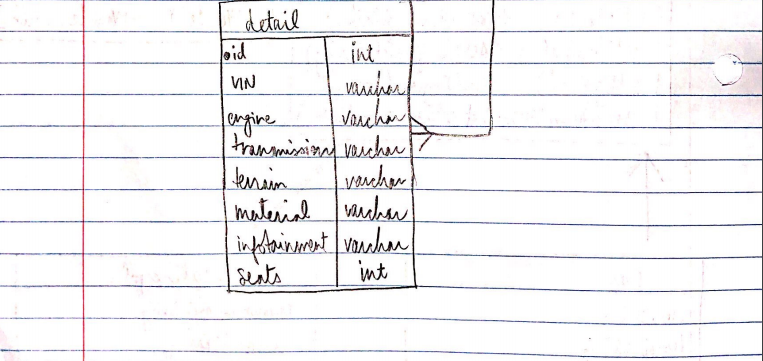 detail
oid int
VIN varchar
engine varchar
transmission varchar
terrain varchar
material varchar
infotainment varchar
seats int